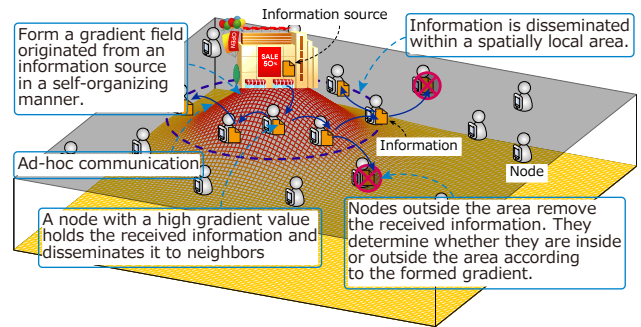 Information source
Form a gradient field
originated from an
information source
in a self-organizing
manner.
OPEN
SALE
50%
Information is disseminated
within a spatially local area.
Information
Node
Ad-hoc communication
A node with a high gradient value
holds the received information and
disseminates it to neighbors
Nodes outside the area remove
the received information. They
determine whether they are inside
or outside the area according
to the formed gradient.